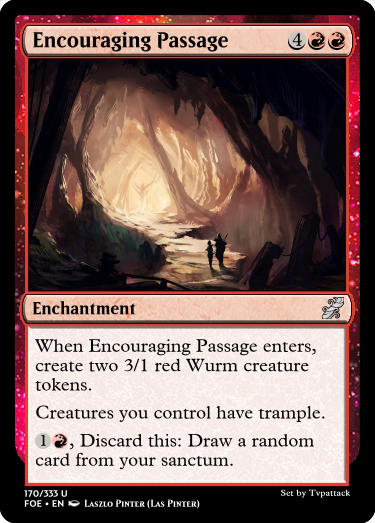 Encouraging Passage 4
Enchantment
When Encouraging Passage enters,
create two 3/1 red Wurm creature
tokens.
Creatures you control have trample.
1 , Discard this: Draw a random
card from your sanctum.
170/333 U
Set by Tvpattack
FOE • EN Laszlo Pinter (Las Pinter)